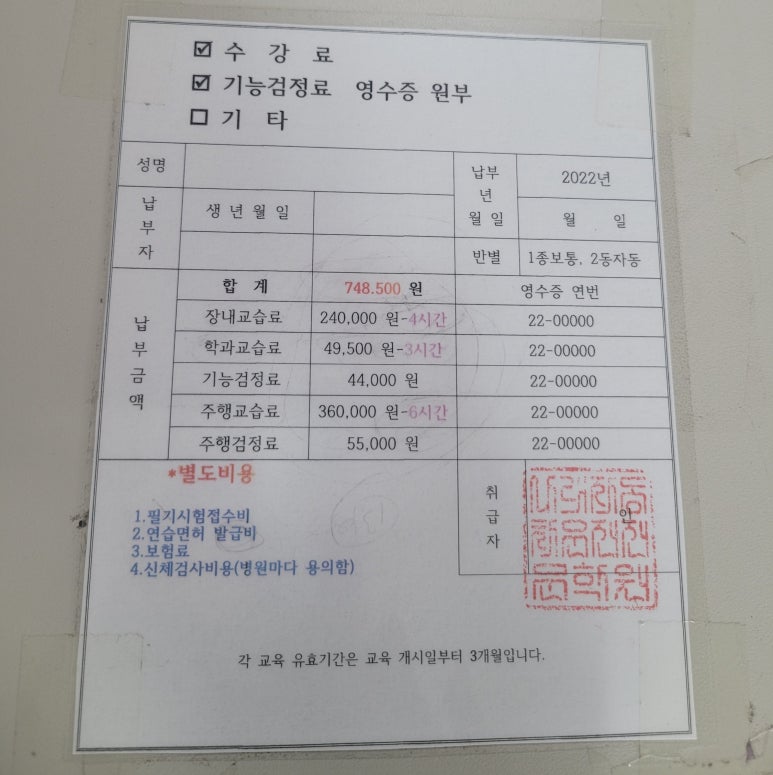 ☑ 수 강 료
☑ 기능검정료 영수증 원부
☐ 기 타
성명
납부
년
월 일
2022년
월 일
납
부
자
생 년 월 일
반별
1종보통, 2동자동
납
부
금
액
합 계 748.500 원 영수증 연번
장내교습료 240,000 원-4시간 22-00000
학과교습료 49,500 원-3시간 22-00000
기능검정료 44,000 원 22-00000
주행교습료 360,000 원-6시간 22-00000
주행검정료 55,000 원 22-00000
*별도비용
1.필기시험접수비
2.연습면허 발급비
3.보험료
4.신체검사비용(병원마다 용의함)
취
급
자
인
각 교육 유효기간은 교육 개시일부터 3개월입니다.